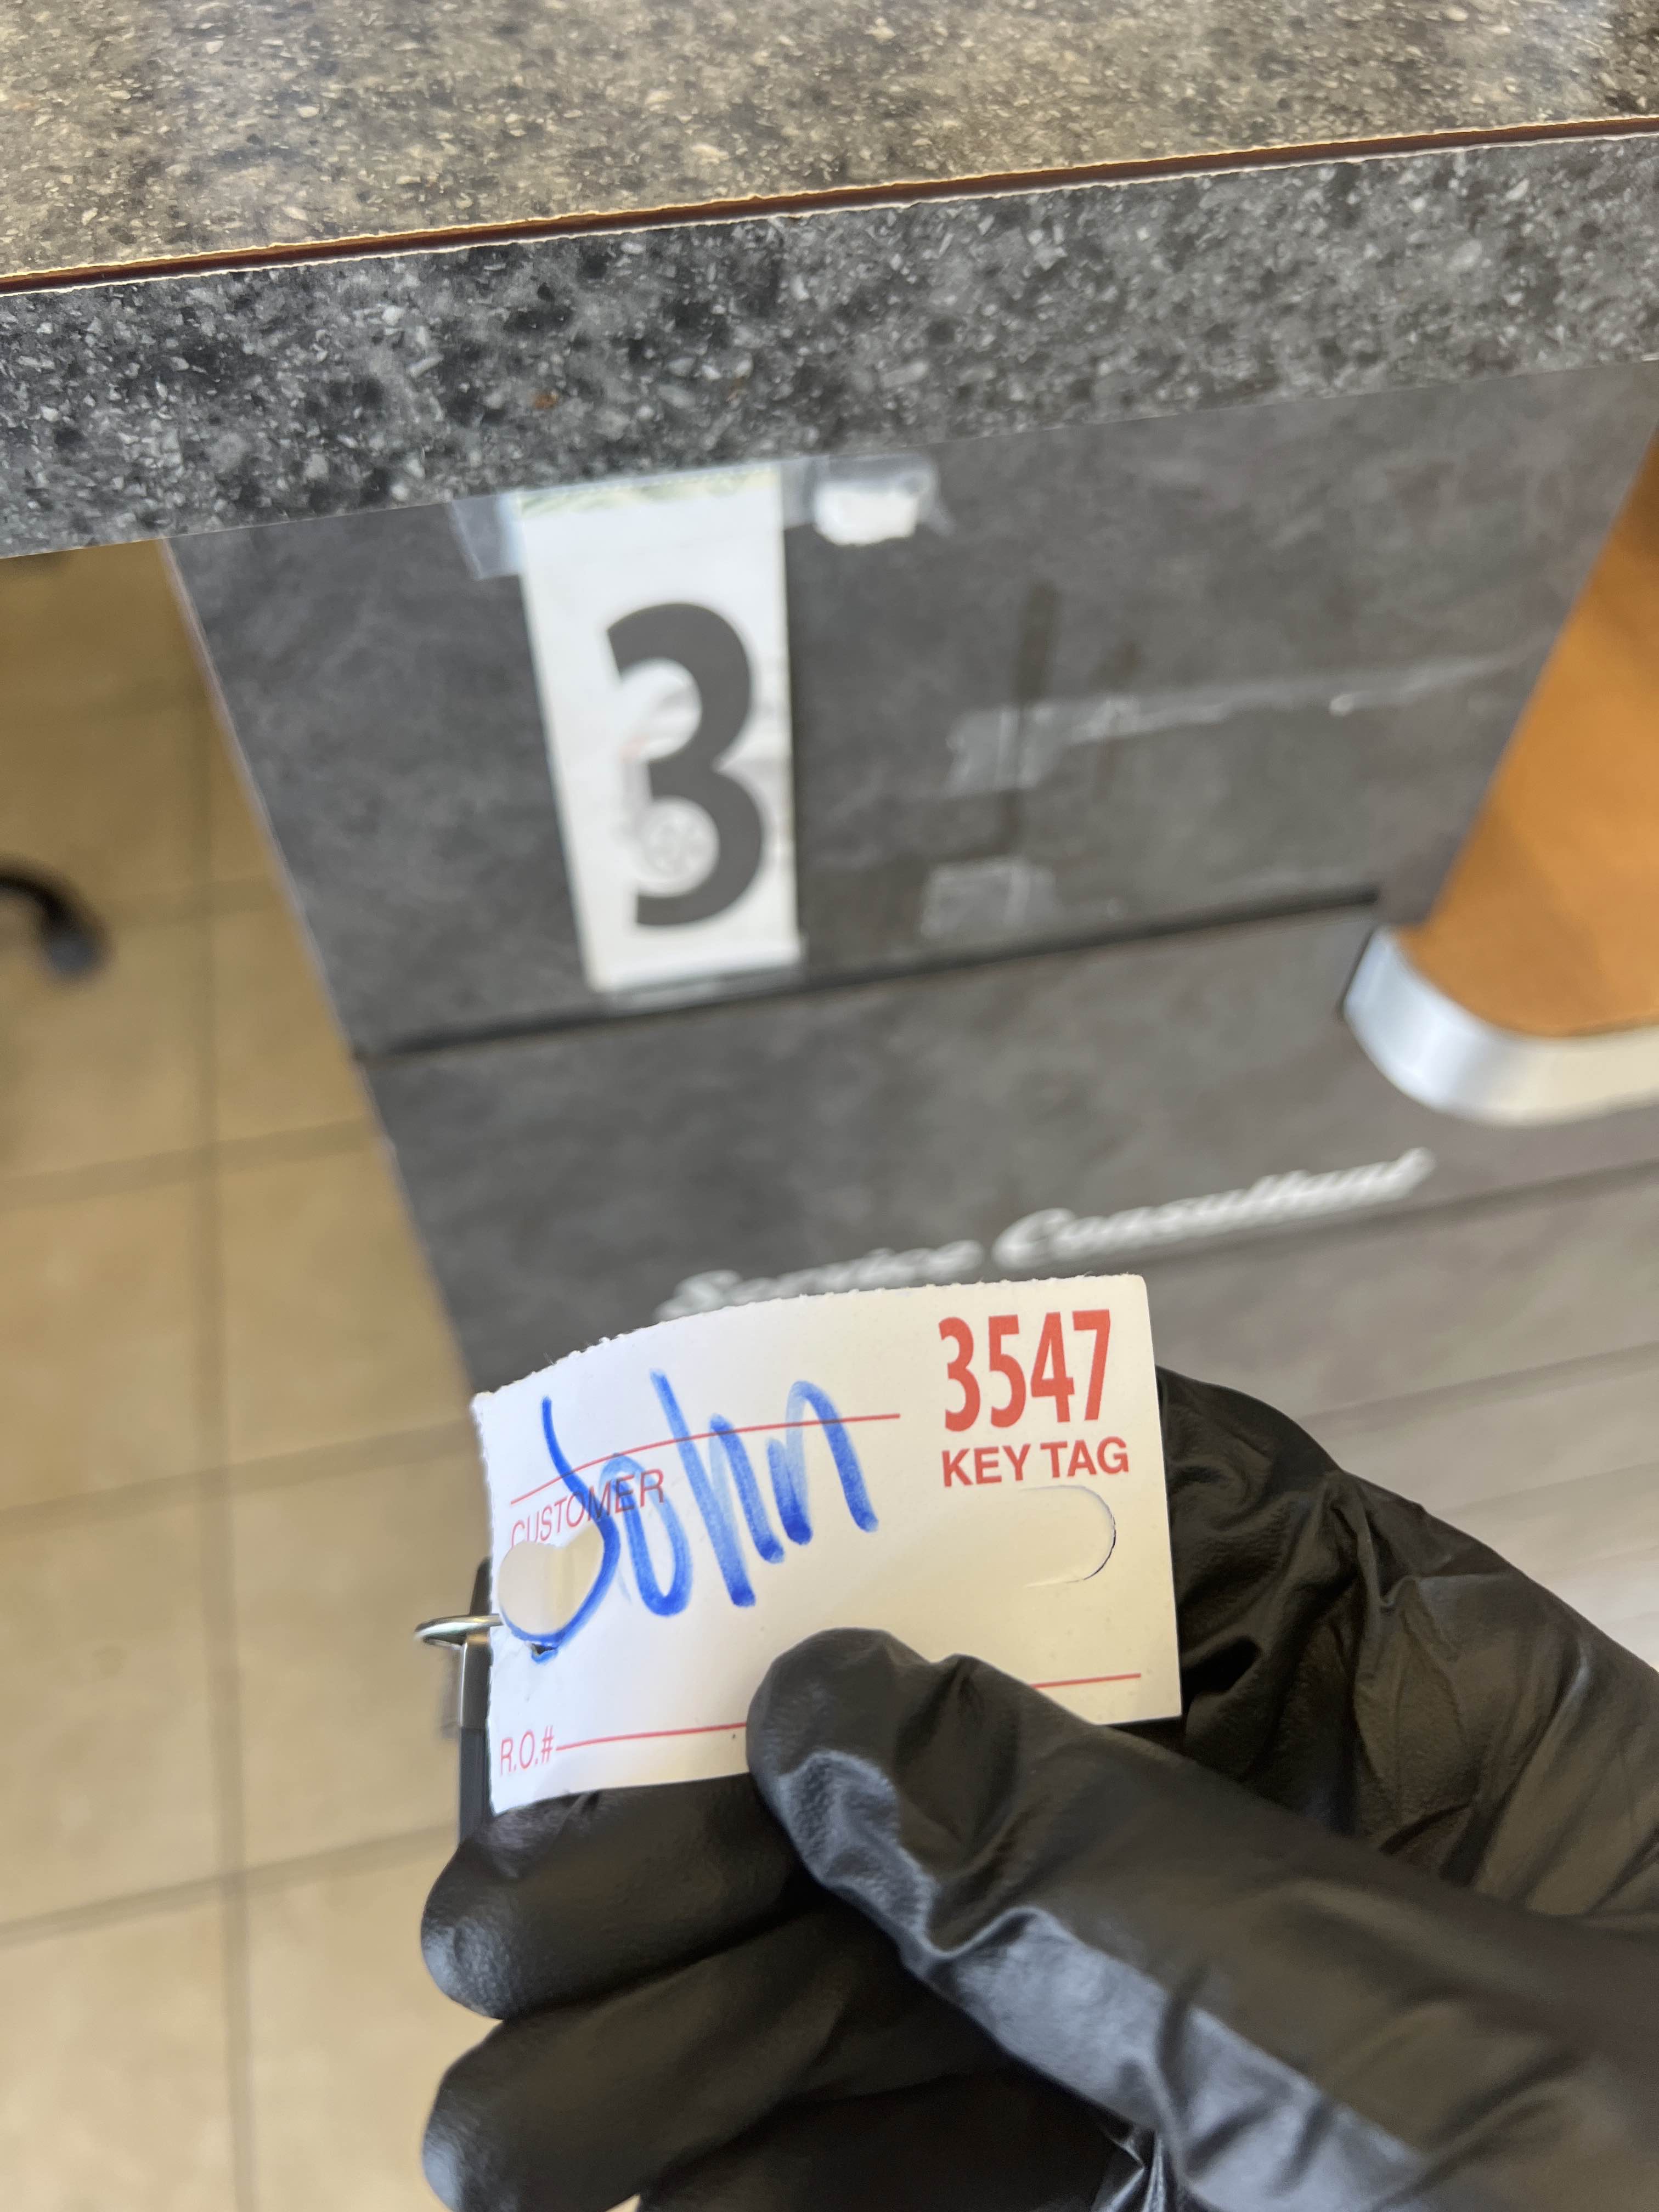 3
Service Consultant
3547
KEY TAG
John
CUSTOMER
R.O.#